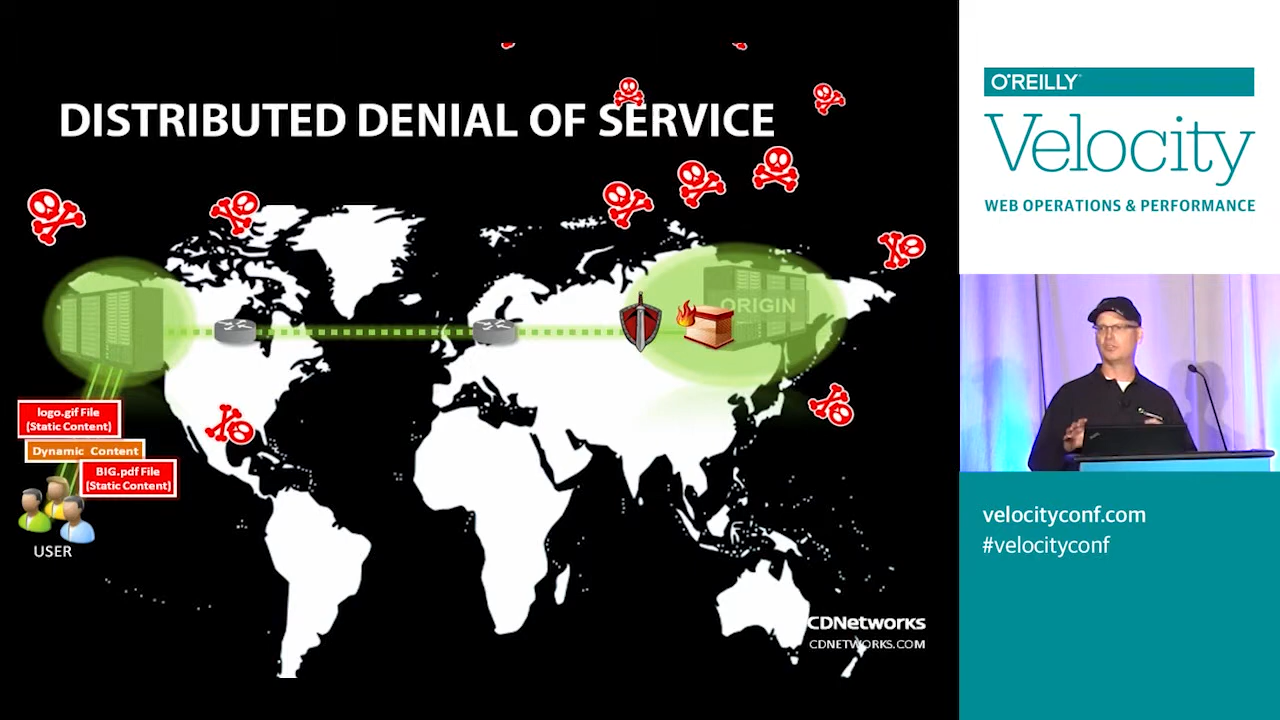 DISTRIBUTED DENIAL OF SERVICE
ORIGIN
logo.gif File
(Static Content)
Dynamic Content
BIG.pdf File
(Static Content)
USER
CDNetworks
CDNETWORKS.COM
O'REILLY
Velocity
WEB OPERATIONS & PERFORMANCE
velocityconf.com
#velocityconf